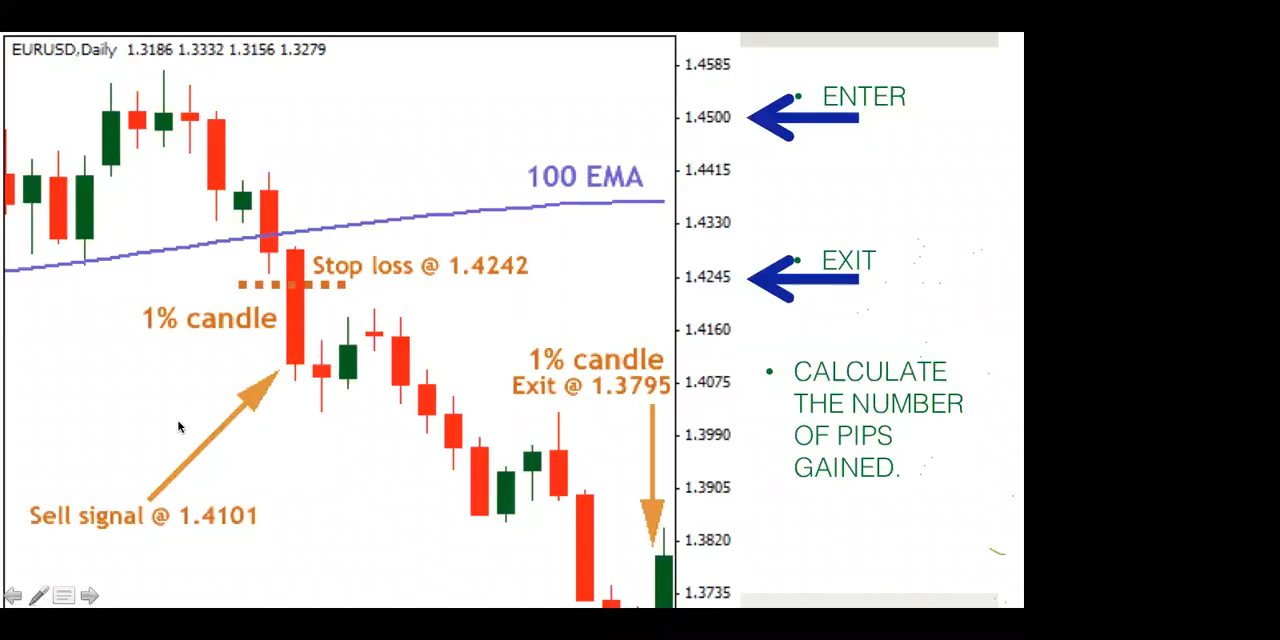 EURUSD,Daily 1.3186 1.3332 1.3156 1.3279
100 EMA
Stop loss @ 1.4242
1% candle
1% candle
Exit @ 1.3795
Sell signal @ 1.4101
1.4585
1.4500
1.4415
1.4330
1.4245
1.4160
1.4075
1.3990
1.3905
1.3820
1.3735
• ENTER
• EXIT
• CALCULATE
THE NUMBER
OF PIPS
GAINED.